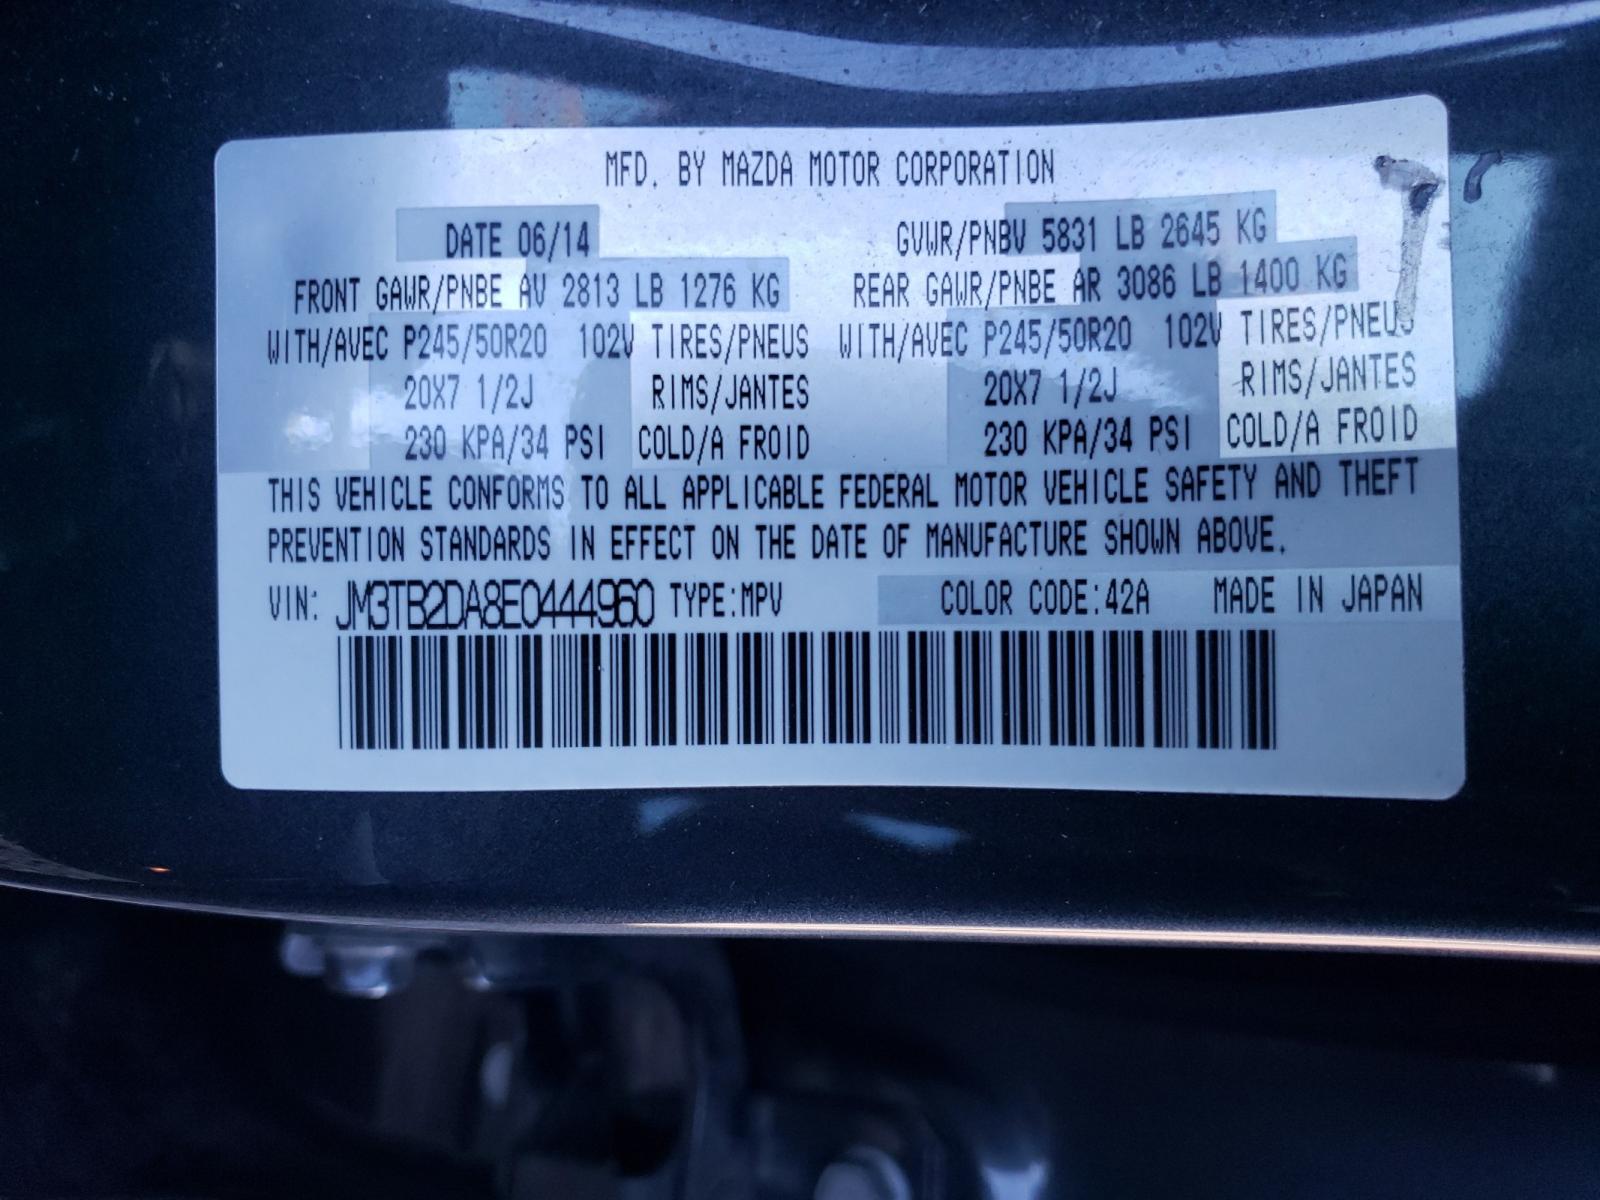 MFD. BY MAZDA MOTOR CORPORATION
DATE 06/14 GVWR/PNBV 5831 LB 2645 KG
FRONT GAWR/PNBE AV 2813 LB 1276 KG REAR GAWR/PNBE AR 3086 LB 1400 KG
WITH/AVEC P245/50R20 102V TIRES/PNEUS WITH/AVEC P245/50R20 102V TIRES/PNEUS
20X7 1/2J RIMS/JANTES 20X7 1/2J RIMS/JANTES
230 KPA/34 PSI COLD/A FROID 230 KPA/34 PSI COLD/A FROID
THIS VEHICLE CONFORMS TO ALL APPLICABLE FEDERAL MOTOR VEHICLE SAFETY AND THEFT
PREVENTION STANDARDS IN EFFECT ON THE DATE OF MANUFACTURE SHOWN ABOVE.
VIN: JM3TB2DA8E0444960 TYPE:MPV COLOR CODE:42A MADE IN JAPAN